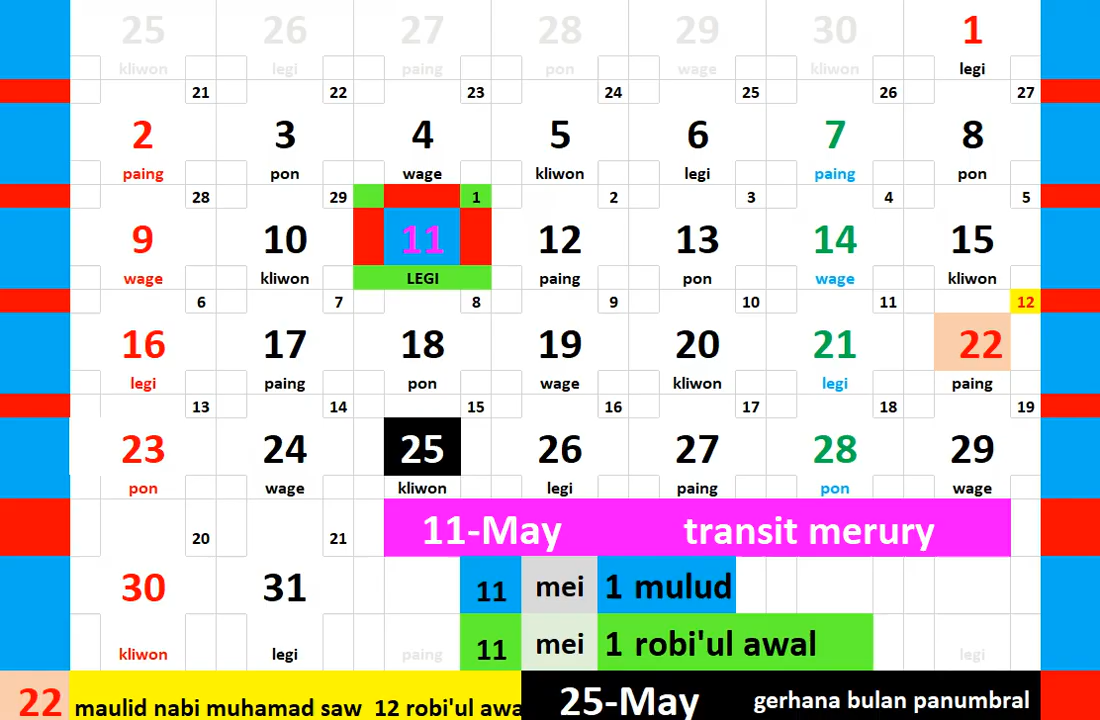 25 26 27 28 29 30 1
kliwon legi paing pon wage kliwon legi
21 22 23 24 25 26 27
2 3 4 5 6 7 8
paing pon wage kliwon legi paing pon
28 29 1 2 3 4 5
9 10 11 12 13 14 15
wage kliwon LEGI paing pon wage kliwon
6 7 8 9 10 11 12
16 17 18 19 20 21 22
legi paing pon wage kliwon legi paing
13 14 15 16 17 18 19
23 24 25 26 27 28 29
pon wage kliwon legi paing pon wage
20 21 11-May transit merury
30 31 11 mei 1 mulud
kliwon legi paing 11 mei 1 robi'ul awal legi
22 maulid nabi muhamad saw 12 robi'ul awa 25-May gerhana bulan panumbral